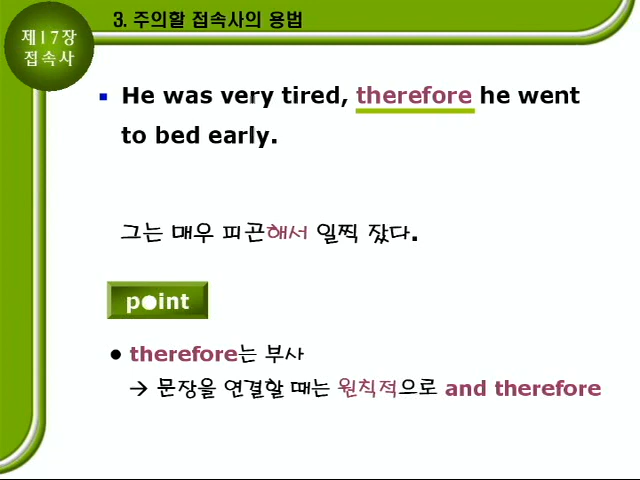 3. 주의할 접속사의 용법
제17장
접속사
He was very tired, therefore he went
to bed early.
그는 매우 피곤해서 일찍 잤다.
point
● therefore는 부사
→ 문장을 연결할 때는 원칙적으로 and therefore